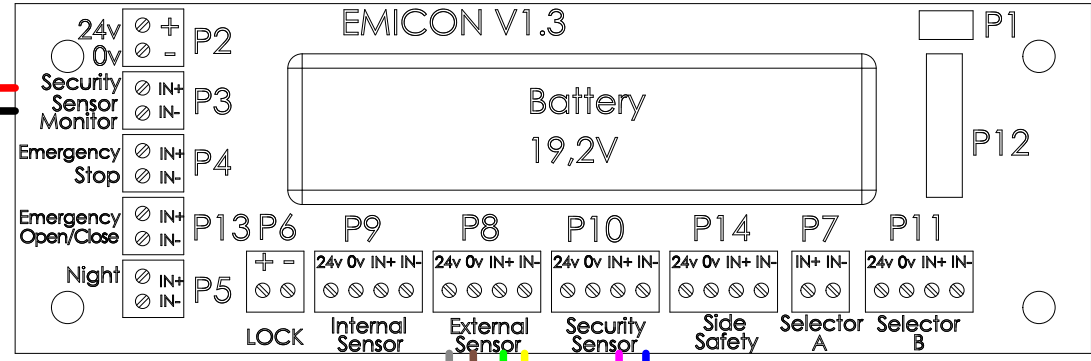 EMICON V1.3
P1
24v + P2
0v -
Security Sensor Monitor IN+ IN- P3
Emergency Stop IN+ IN- P4
Emergency Open/Close IN+ IN- P13
Night IN+ IN- P5
Battery
19,2V
P12
P6 P9 P8 P10 P14 P7 P11
+ - 24v 0v IN+ IN- 24v 0v IN+ IN- 24v 0v IN+ IN- 24v 0v IN+ IN- IN+ IN- 24v 0v IN+ IN-
LOCK
Internal Sensor
External Sensor
Security Sensor
Side Safety
Selector A
Selector B